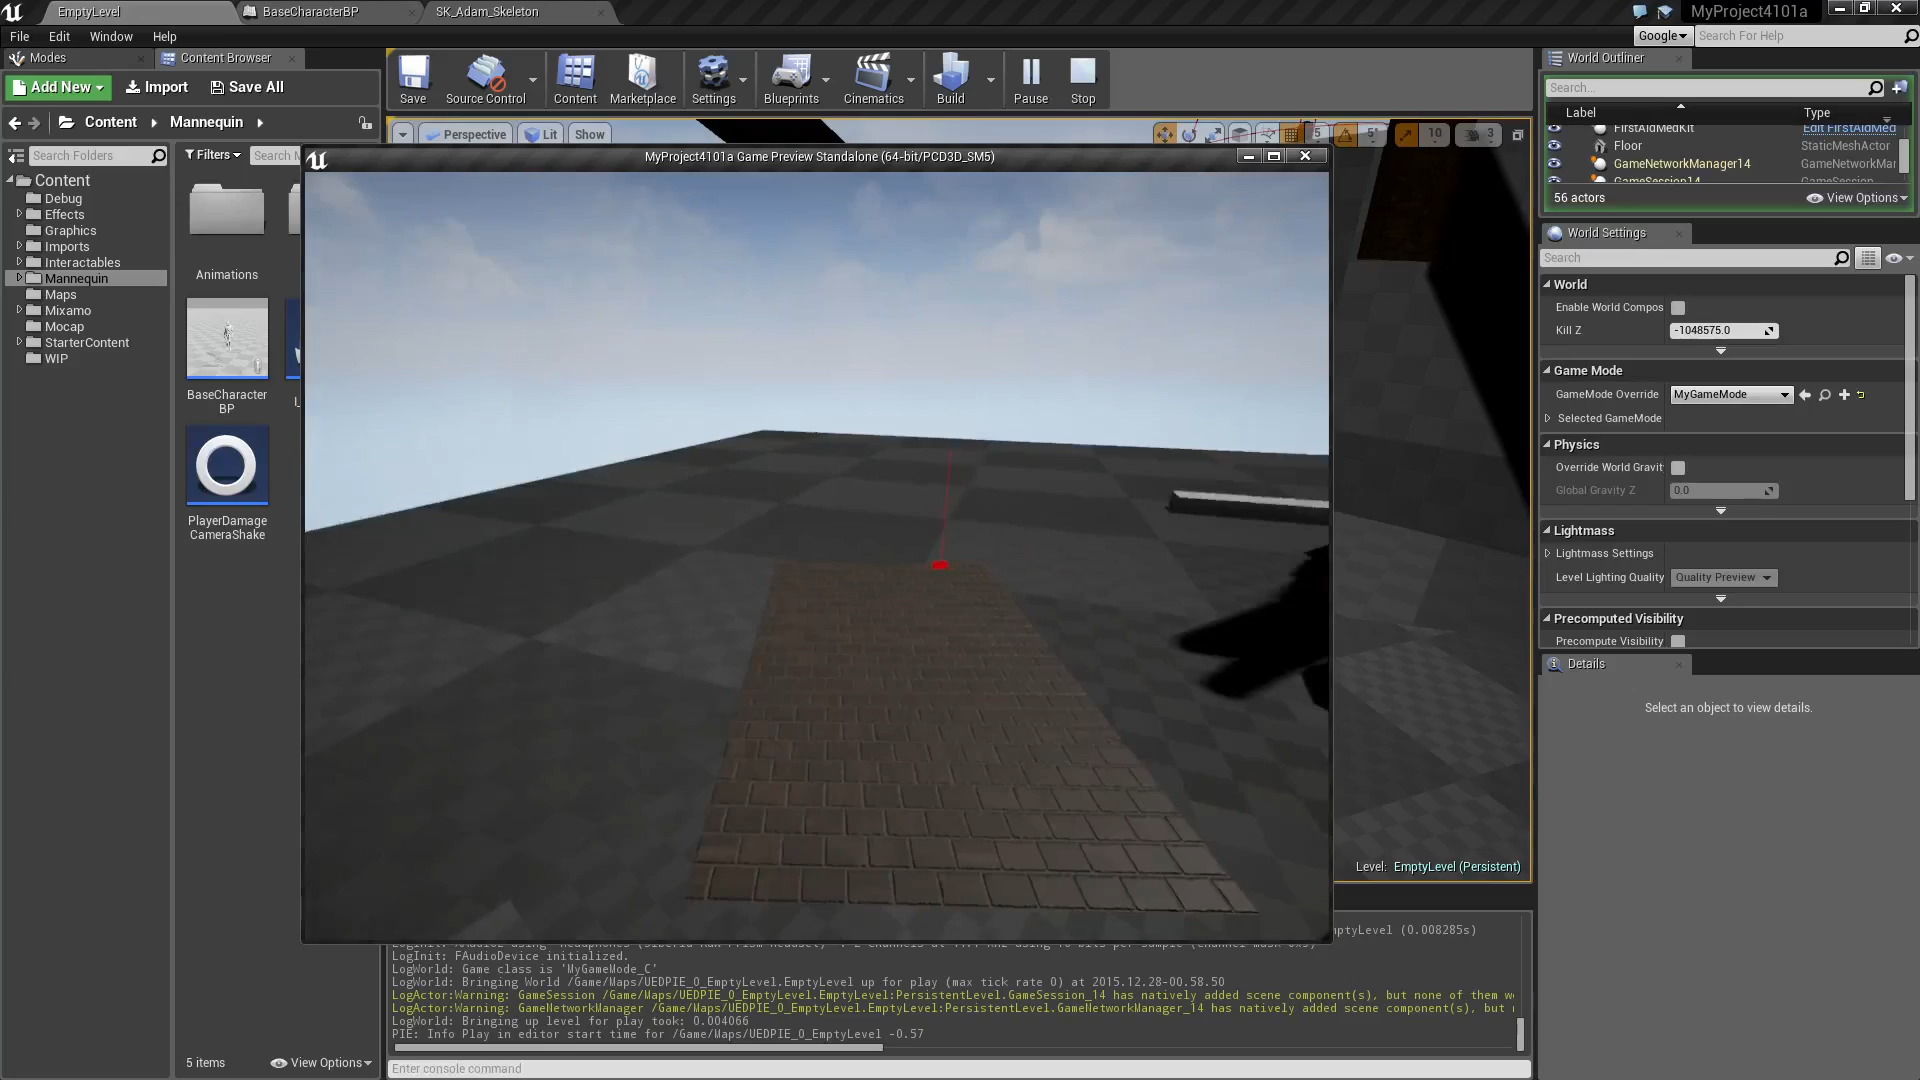 EmptyLevel
BaseCharacterBP
SK_Adam_Skeleton
MyProject4101a
File Edit Window Help
Google
Search For Help
Modes
Content Browser
Add New
Import
Save All
Content
Mannequin
Search Folders
Filters
Content
Debug
Effects
Graphics
Imports
Interactables
Mannequin
Maps
Mixamo
Mocap
StarterContent
WIP
Animations
BaseCharacter
BP
PlayerDamage
CameraShake
5 items
View Options
Save
Source Control
Content
Marketplace
Settings
Blueprints
Cinematics
Build
Pause
Stop
Perspective
Lit
Show
5
5°
10
3
MyProject4101a Game Preview Standalone (64-bit/PCD3D_SM5)
Level: EmptyLevel (Persistent)
LogInit: FAudioDevice initialized.
LogWorld: Game class is 'MyGameMode_C'
LogWorld: Bringing World /Game/Maps/UEDPIE_0_EmptyLevel.EmptyLevel up for play (max tick rate 0) at 2015.12.28-00.58.50
LogActor:Warning: GameSession /Game/Maps/UEDPIE_0_EmptyLevel.EmptyLevel:PersistentLevel.GameSession_14 has natively added scene component(s), but none of them
LogActor:Warning: GameNetworkManager /Game/Maps/UEDPIE_0_EmptyLevel.EmptyLevel:PersistentLevel.GameNetworkManager_14 has natively added scene component(s), but
LogWorld: Bringing up level for play took: 0.004066
PIE: Info Play in editor start time for /Game/Maps/UEDPIE_0_EmptyLevel -0.57
Enter console command
World Outliner
Search...
Label
Type
FirstAidMedKit
Edit FirstAidMed
Floor
StaticMeshActor
GameNetworkManager14
GameNetworkMar
GameSession14
GameSession
56 actors
View Options
World Settings
Search
World
Enable World Compos
Kill Z
-1048575.0
Game Mode
GameMode Override
MyGameMode
Selected GameMode
Physics
Override World Gravit
Global Gravity Z
0.0
Lightmass
Lightmass Settings
Level Lighting Quality
Quality Preview
Precomputed Visibility
Precompute Visibility
Details
Select an object to view details.